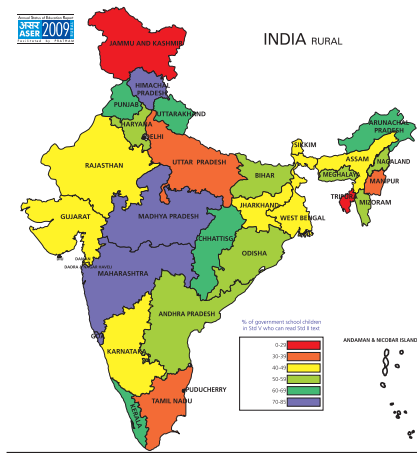 Annual Status of Education Report
असर
ASER
2009
RURAL
Facilitated by PRATHAM
INDIA RURAL
JAMMU AND KASHMIR
HIMACHAL
PRADESH
PUNJAB
UTTARAKHAND
HARYANA
DELHI
ARUNACHAL
PRADESH
SIKKIM
RAJASTHAN
UTTAR PRADESH
ASSAM
NAGALAND
BIHAR
MEGHALAYA
MANIPUR
TRIPURA
MIZORAM
JHARKHAND
WEST BENGAL
GUJARAT
MADHYA PRADESH
CHHATTISG
ODISHA
DAMAN
DADRA & NAGAR HAVELI
MAHARASHTRA
ANDHRA PRADESH
GOA
KARNATAKA
PUDUCHERRY
TAMIL NADU
KERALA
% of government school children
in Std V who can read Std II text
0-29
30-39
40-49
50-59
60-69
70-85
ANDAMAN & NICOBAR ISLAND